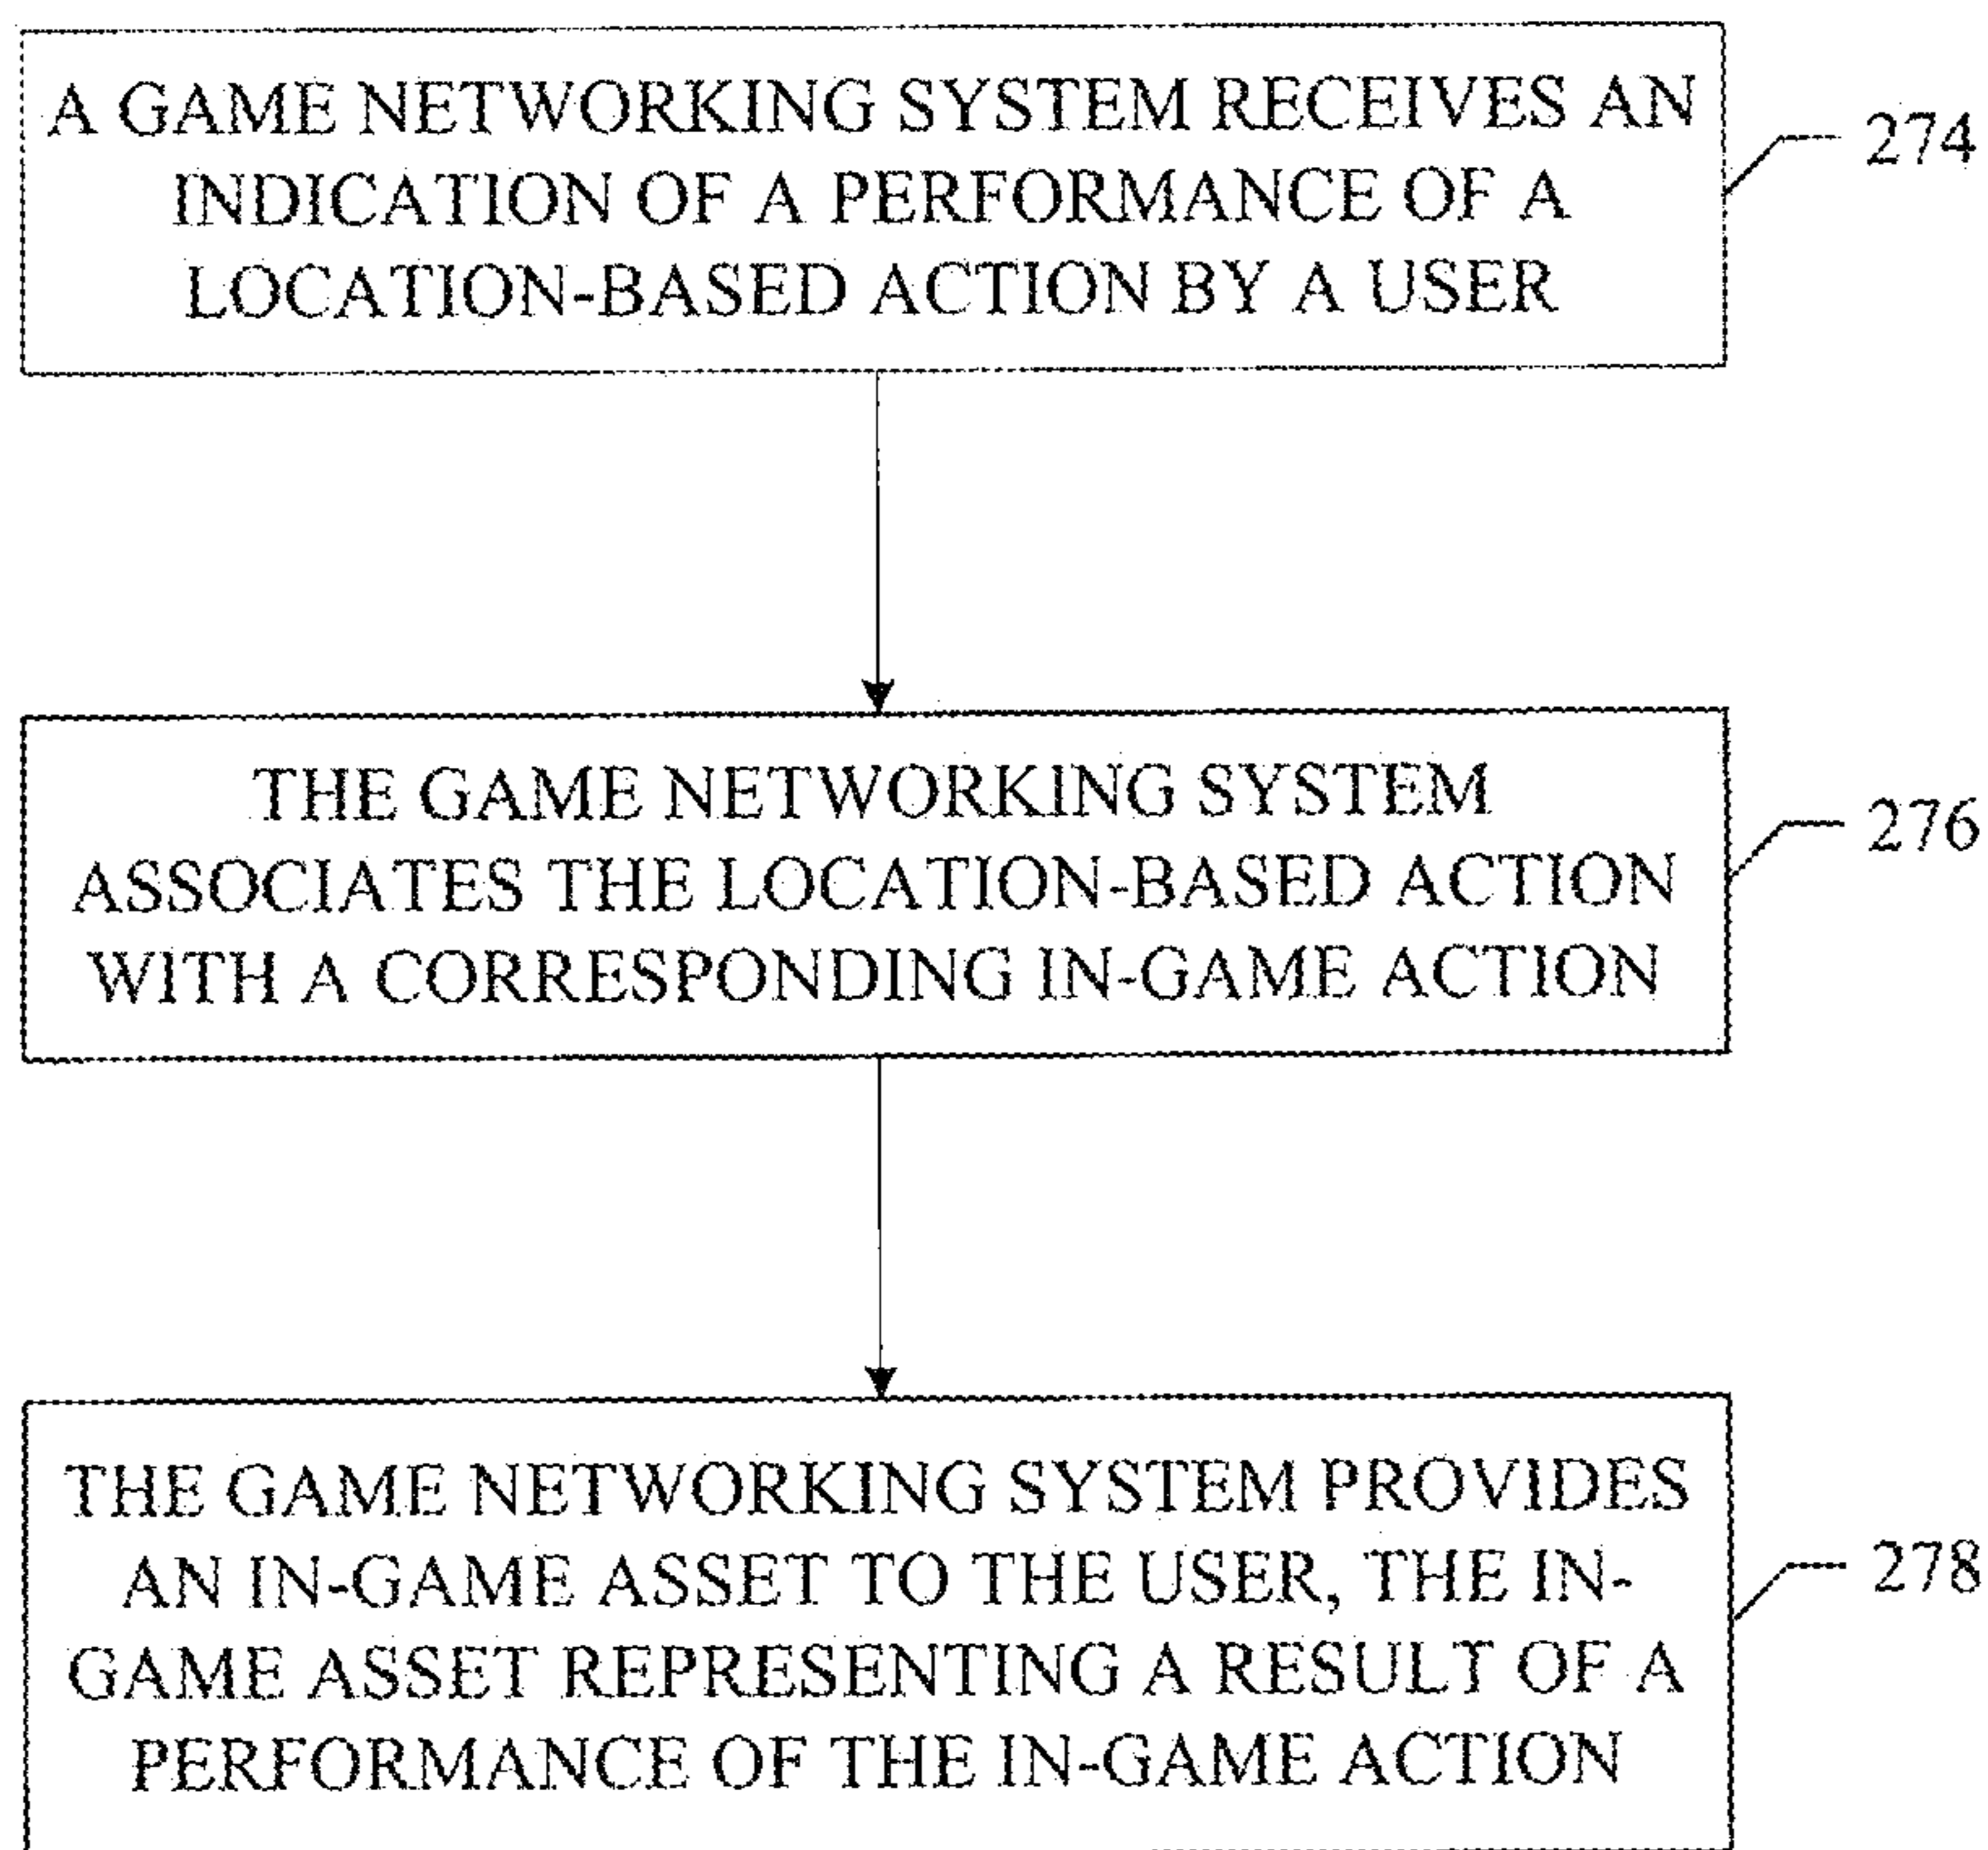 A GAME NETWORKING SYSTEM RECEIVES AN
INDICATION OF A PERFORMANCE OF A
LOCATION-BASED ACTION BY A USER
274
THE GAME NETWORKING SYSTEM
ASSOCIATES THE LOCATION-BASED ACTION
WITH A CORRESPONDING IN-GAME ACTION
276
THE GAME NETWORKING SYSTEM PROVIDES
AN IN-GAME ASSET TO THE USER, THE IN-
GAME ASSET REPRESENTING A RESULT OF A
PERFORMANCE OF THE IN-GAME ACTION
278